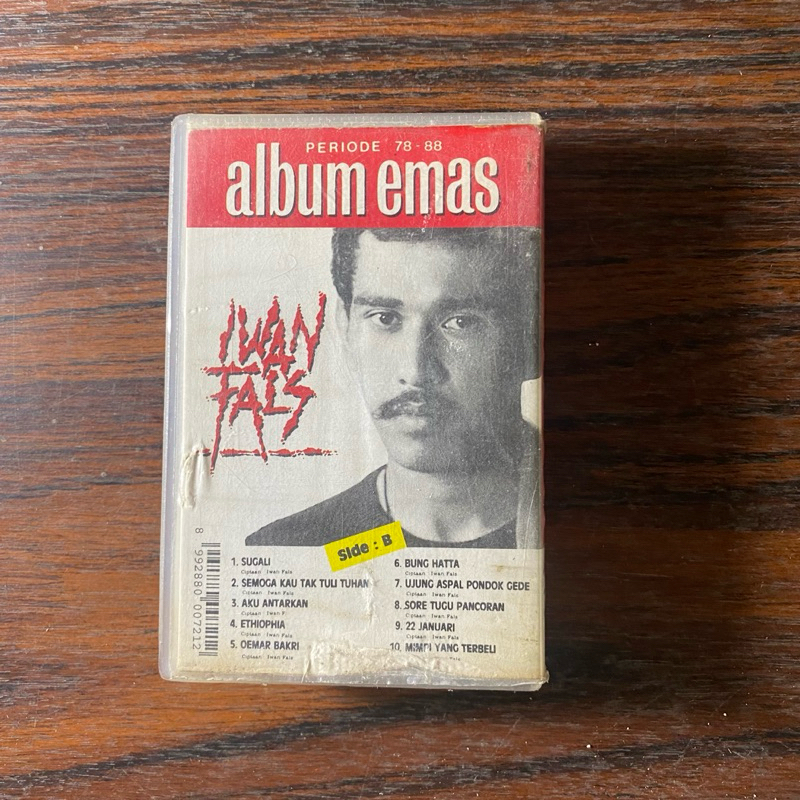 PERIODE 78-88
album emas
IWAN
FALS
Side : B
1. SUGALI
Ciptaan : Iwan Fals
2. SEMOGA KAU TAK TULI TUHAN
Ciptaan : Iwan Fals
3. AKU ANTARKAN
Ciptaan : Iwan F
4. ETHIOPHIA
Ciptaan : Iwan Fals
5. OEMAR BAKRI
Ciptaan : Iwan Fals
6. BUNG HATTA
Ciptaan : Iwan Fals
7. UJUNG ASPAL PONDOK GEDE
Ciptaan : Iwan Fals
8. SORE TUGU PANCORAN
Ciptaan : Iwan Fals
9. 22 JANUARI
Ciptaan : Iwan Fals
10. MIMPI YANG TERBELI
8 992880 007212